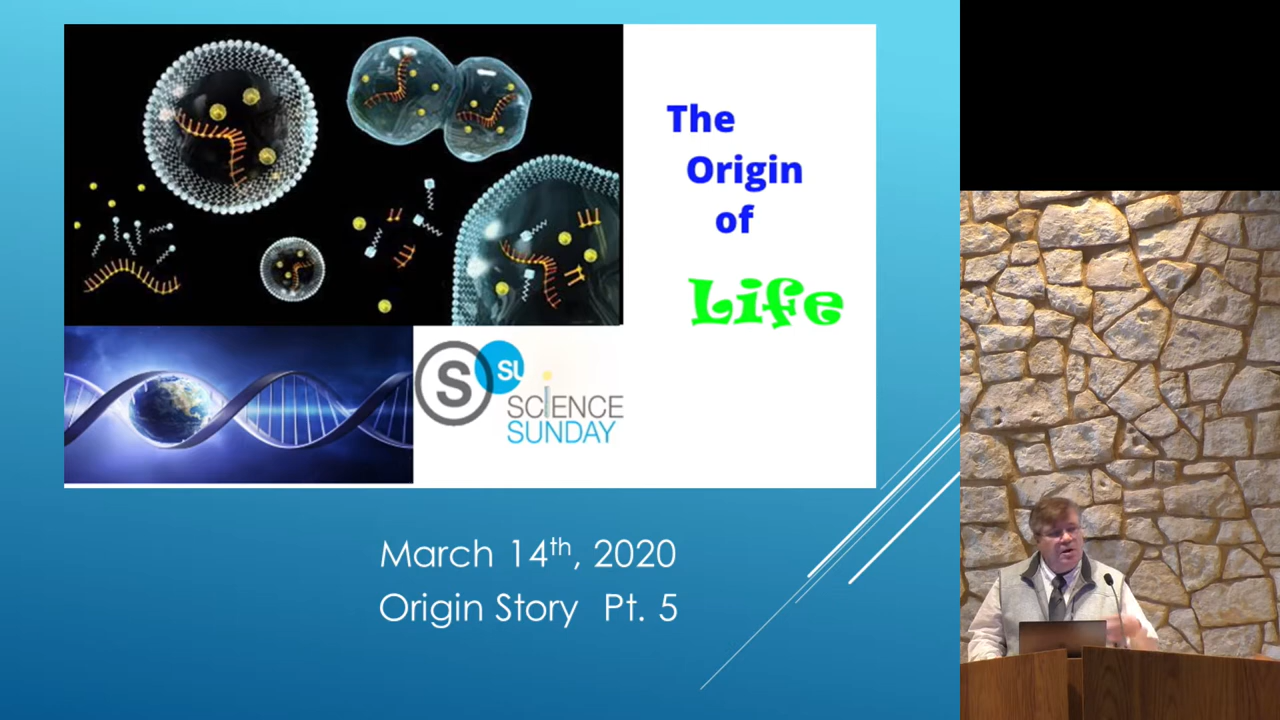 The
Origin
of
Life
S
SU
SCIENCE
SUNDAY
March 14th, 2020
Origin Story Pt. 5